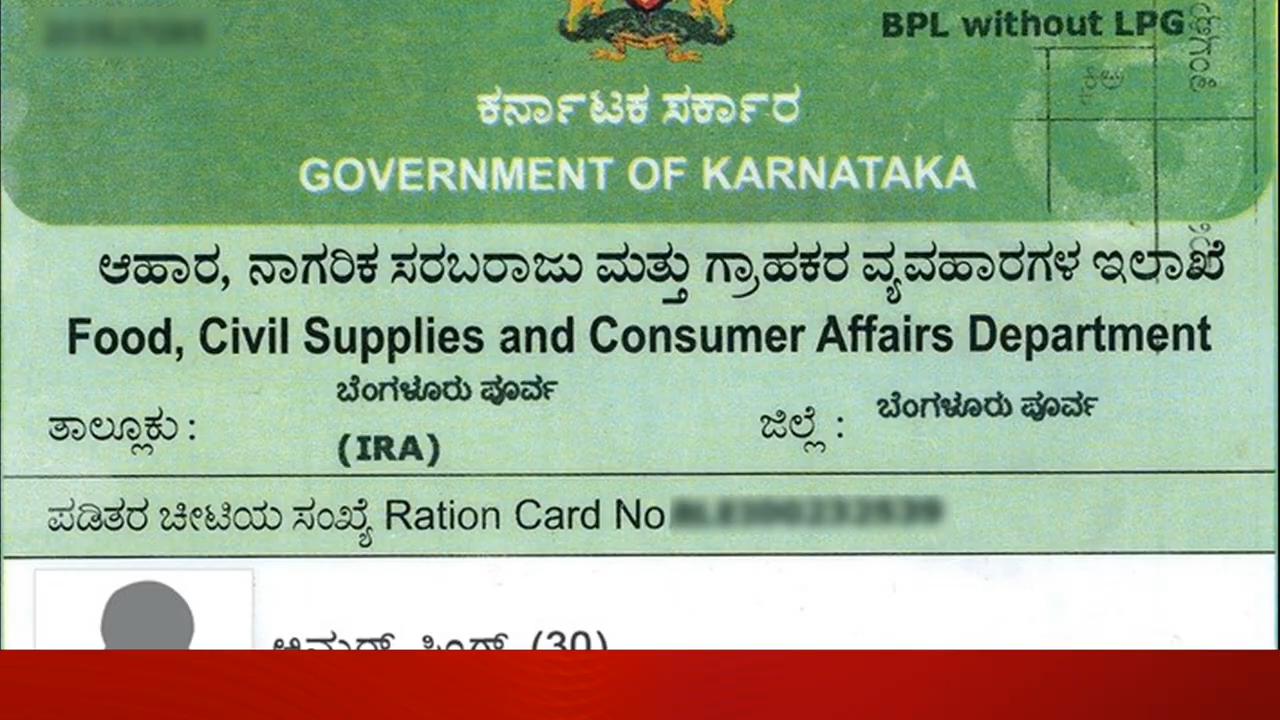 BPL without LPG
ಕರ್ನಾಟಕ ಸರ್ಕಾರ
GOVERNMENT OF KARNATAKA
ಆಹಾರ, ನಾಗರಿಕ ಸರಬರಾಜು ಮತ್ತು ಗ್ರಾಹಕರ ವ್ಯವಹಾರಗಳ ಇಲಾಖೆ
Food, Civil Supplies and Consumer Affairs Department
ತಾಲ್ಲೂಕು : ಬೆಂಗಳೂರು ಪೂರ್ವ (IRA) ಜಿಲ್ಲೆ : ಬೆಂಗಳೂರು ಪೂರ್ವ
ಪಡಿತರ ಚೀಟಿಯ ಸಂಖ್ಯೆ Ration Card No
(30)